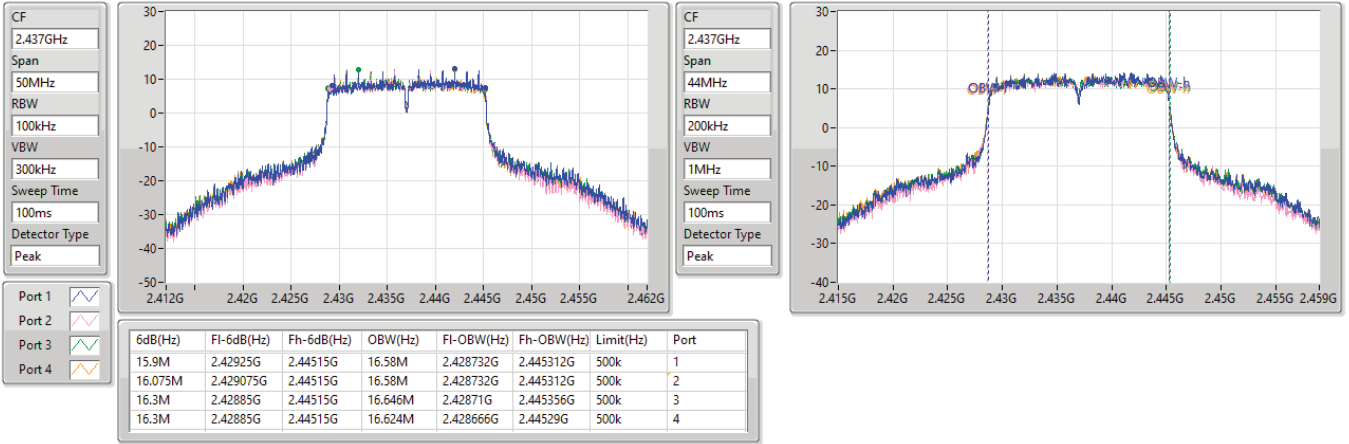 CF
2.437GHz
Span
50MHz
RBW
100kHz
VBW
300kHz
Sweep Time
100ms
Detector Type
Peak
30
20
10
0
-10
-20
-30
-40
-50
2.412G 2.42G 2.425G 2.43G 2.435G 2.44G 2.445G 2.45G 2.455G 2.462G
CF
2.437GHz
Span
44MHz
RBW
200kHz
VBW
1MHz
Sweep Time
100ms
Detector Type
Peak
30
20
10
0
-10
-20
-30
-40
2.415G 2.42G 2.425G 2.43G 2.435G 2.44G 2.445G 2.45G 2.455G 2.459G
Port 1
Port 2
Port 3
Port 4
6dB(Hz) Fl-6dB(Hz) Fh-6dB(Hz) OBW(Hz) Fl-OBW(Hz) Fh-OBW(Hz) Limit(Hz) Port
15.9M 2.42925G 2.44515G 16.58M 2.428732G 2.445312G 500k 1
16.075M 2.429075G 2.44515G 16.58M 2.428732G 2.445312G 500k 2
16.3M 2.42885G 2.44515G 16.646M 2.42871G 2.445356G 500k 3
16.3M 2.42885G 2.44515G 16.624M 2.428666G 2.44529G 500k 4